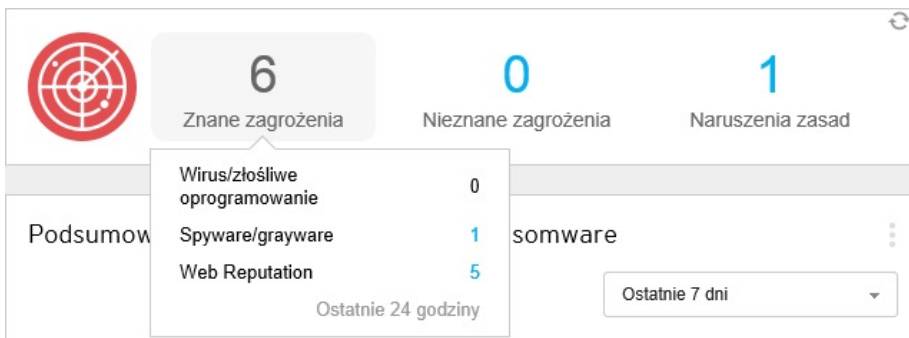 6
Znane zagrożenia
0
Nieznane zagrożenia
1
Naruszenia zasad
Wirus/złośliwe
oprogramowanie 0
Spyware/grayware 1
Web Reputation 5
Ostatnie 24 godziny
Podsumow somware
Ostatnie 7 dni